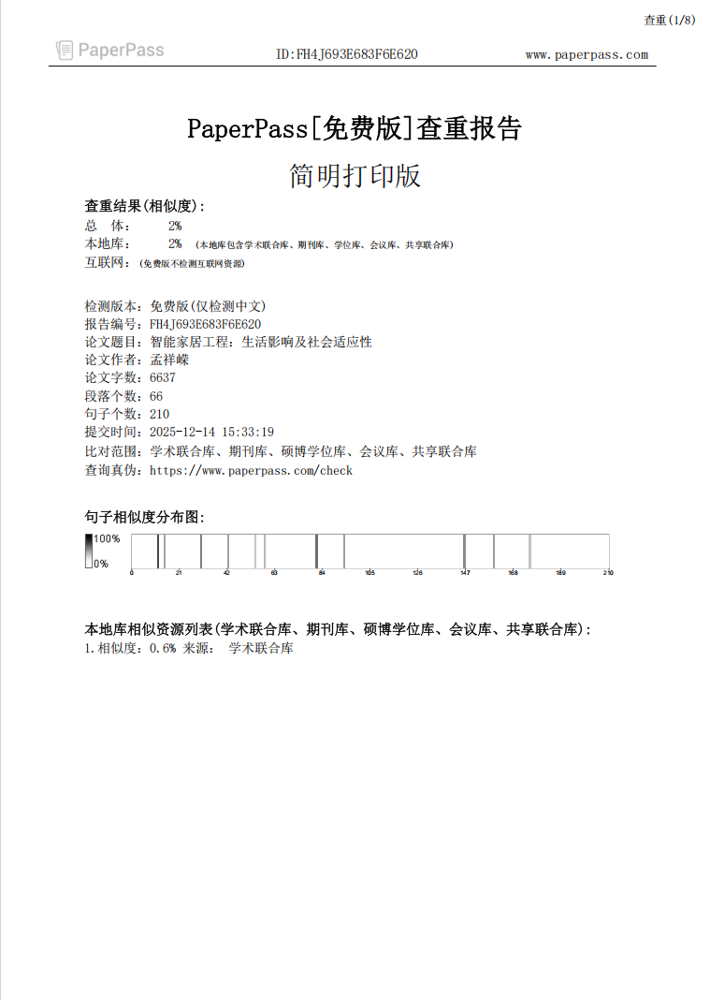 查重(1/8)
PaperPass ID:FH4J693E683F6E620 www.paperpass.com
PaperPass[免费版]查重报告
简明打印版
查重结果(相似度):
总 体: 2%
本地库: 2% (本地库包含学术联合库、期刊库、学位库、会议库、共享联合库)
互联网: (免费版不检测互联网资源)
检测版本: 免费版(仅检测中文)
报告编号: FH4J693E683F6E620
论文题目: 智能家居工程: 生活影响及社会适应性
论文作者: 孟祥嵘
论文字数: 6637
段落个数: 66
句子个数: 210
提交时间: 2025-12-14 15:33:19
比对范围: 学术联合库、期刊库、硕博学位库、会议库、共享联合库
查询真伪: https://www.paperpass.com/check
句子相似度分布图:
100%
0%
0 21 42 63 84 105 126 147 168 189 210
本地库相似资源列表(学术联合库、期刊库、硕博学位库、会议库、共享联合库):
1.相似度: 0.6% 来源: 学术联合库